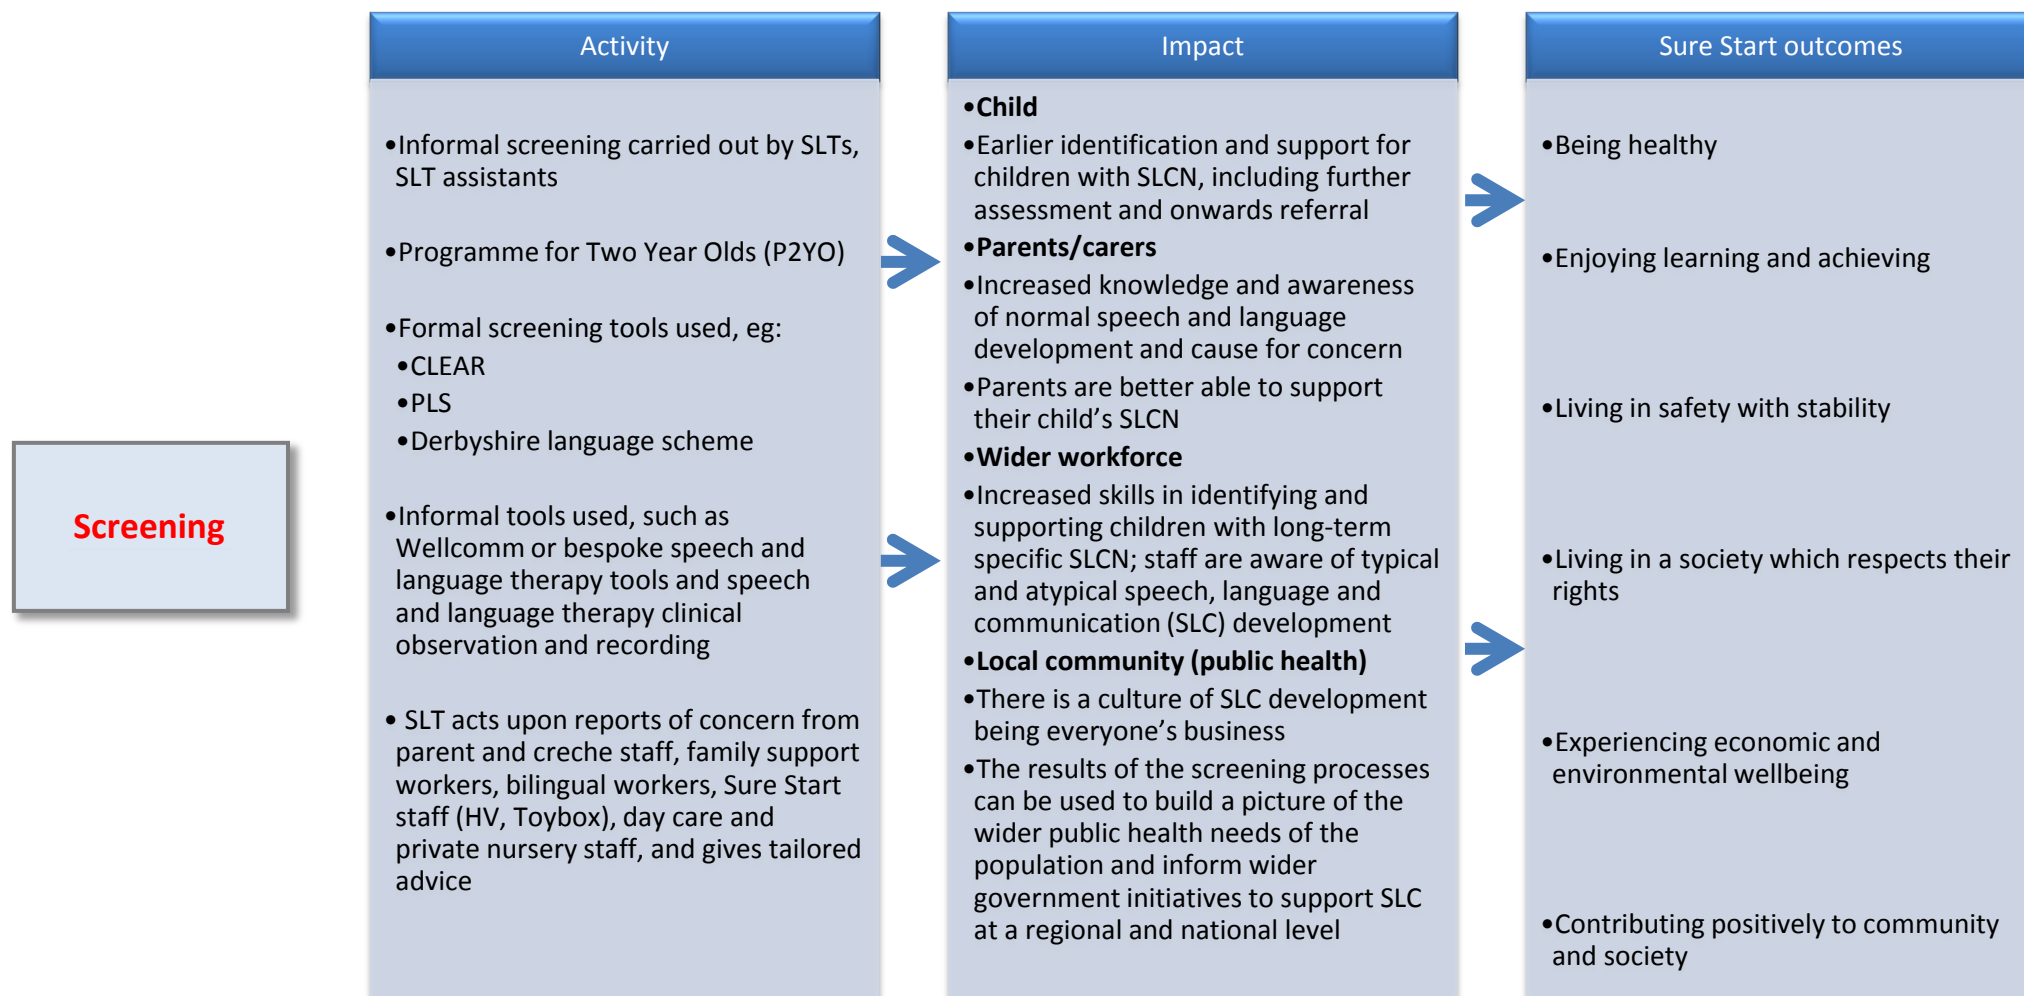 Screening
Activity
•Informal screening carried out by SLTs,
SLT assistants
•Programme for Two Year Olds (P2YO)
•Formal screening tools used, eg:
•CLEAR
•PLS
•Derbyshire language scheme
•Informal tools used, such as
Wellcomm or bespoke speech and
language therapy tools and speech
and language therapy clinical
observation and recording
• SLT acts upon reports of concern from
parent and creche staff, family support
workers, bilingual workers, Sure Start
staff (HV, Toybox), day care and
private nursery staff, and gives tailored
advice
Impact
•Child
•Earlier identification and support for
children with SLCN, including further
assessment and onwards referral
•Parents/carers
•Increased knowledge and awareness
of normal speech and language
development and cause for concern
•Parents are better able to support
their child’s SLCN
•Wider workforce
•Increased skills in identifying and
supporting children with long-term
specific SLCN; staff are aware of typical
and atypical speech, language and
communication (SLC) development
•Local community (public health)
•There is a culture of SLC development
being everyone’s business
•The results of the screening processes
can be used to build a picture of the
wider public health needs of the
population and inform wider
government initiatives to support SLC
at a regional and national level
Sure Start outcomes
•Being healthy
•Enjoying learning and achieving
•Living in safety with stability
•Living in a society which respects their
rights
•Experiencing economic and
environmental wellbeing
•Contributing positively to community
and society